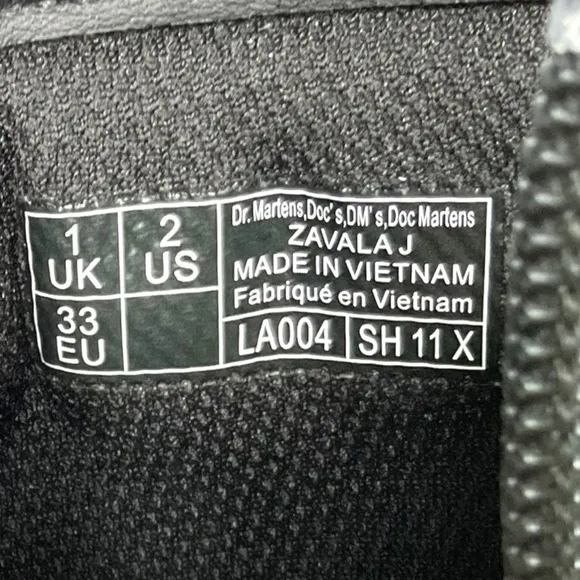 1
UK
2
US
33
EU
Dr. Martens,Doc's,DM's,Doc Martens
ZAVALA J
MADE IN VIETNAM
Fabriqué en Vietnam
LA004 SH 11 X